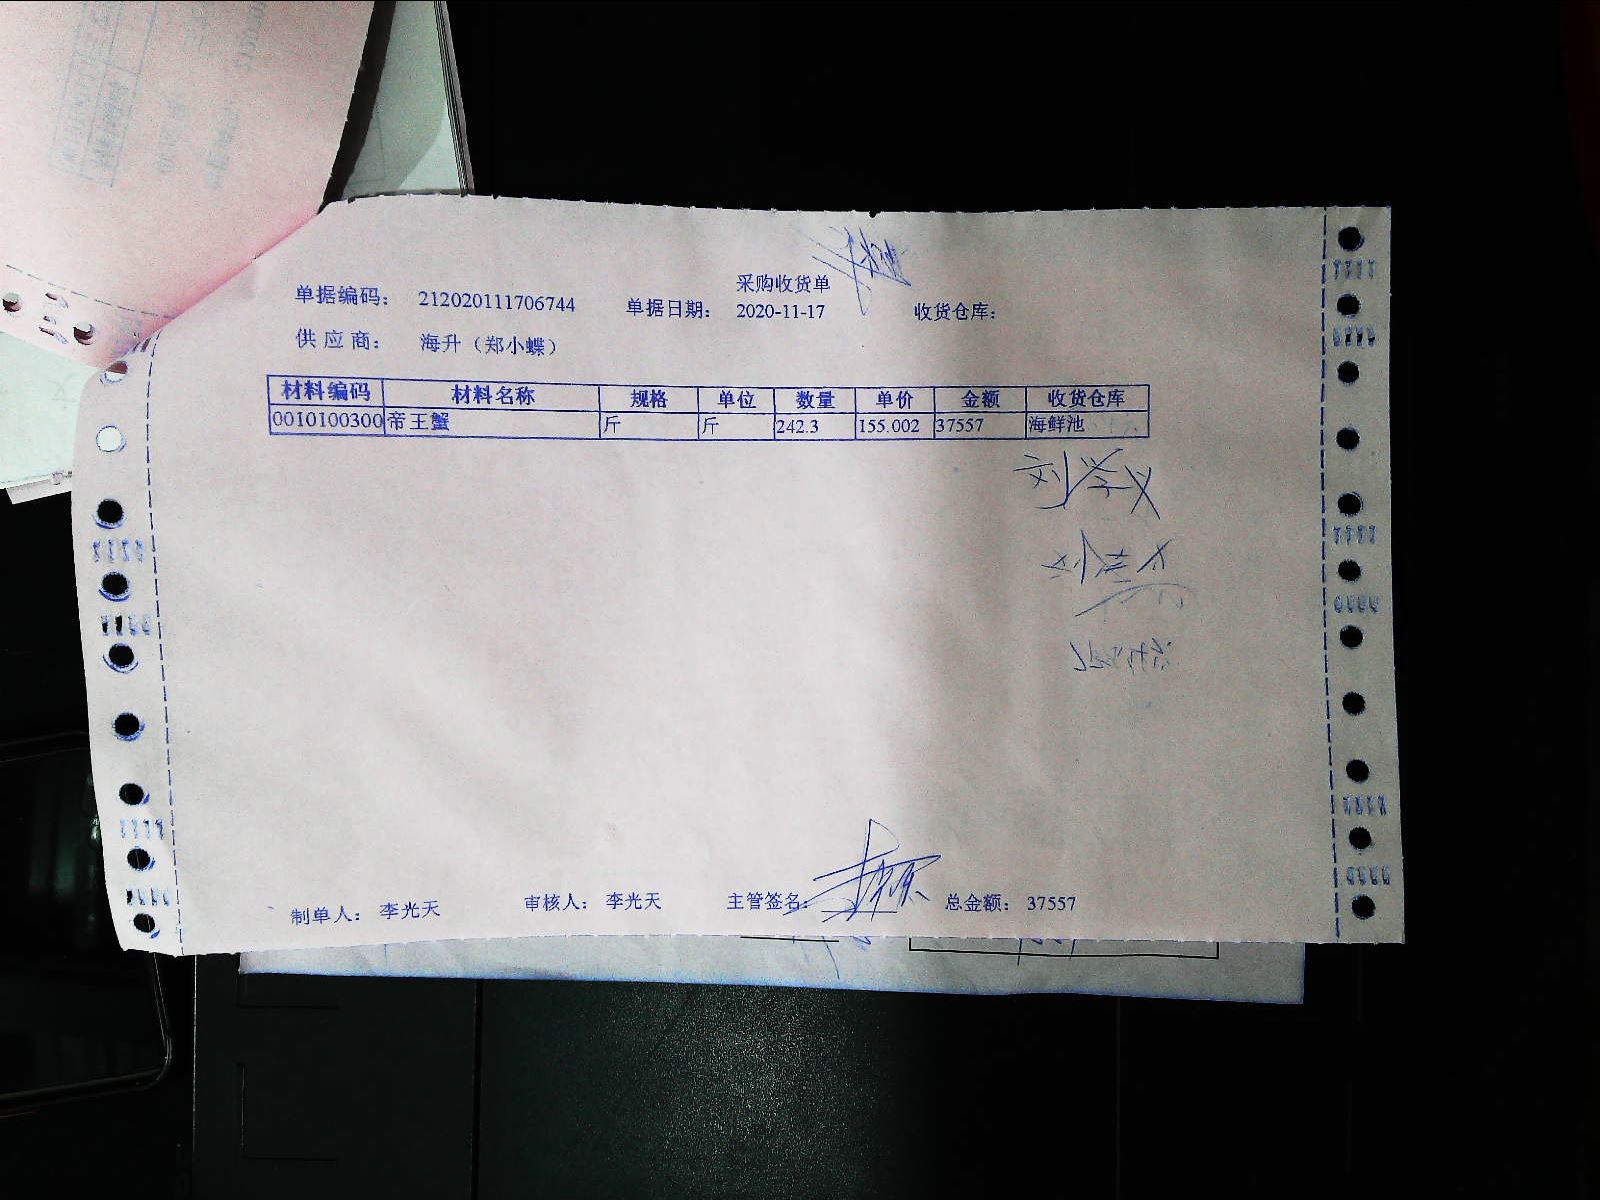 采购收货单
单据编码： 212020111706744 单据日期： 2020-11-17 收货仓库：
供应商： 海升（郑小蝶）
材料编码 材料名称 规格 单位 数量 单价 金额 收货仓库
0010100300 帝王蟹 斤 斤 242.3 155.002 37557 海鲜池
制单人： 李光天 审核人： 李光天 主管签名： 总金额： 37557